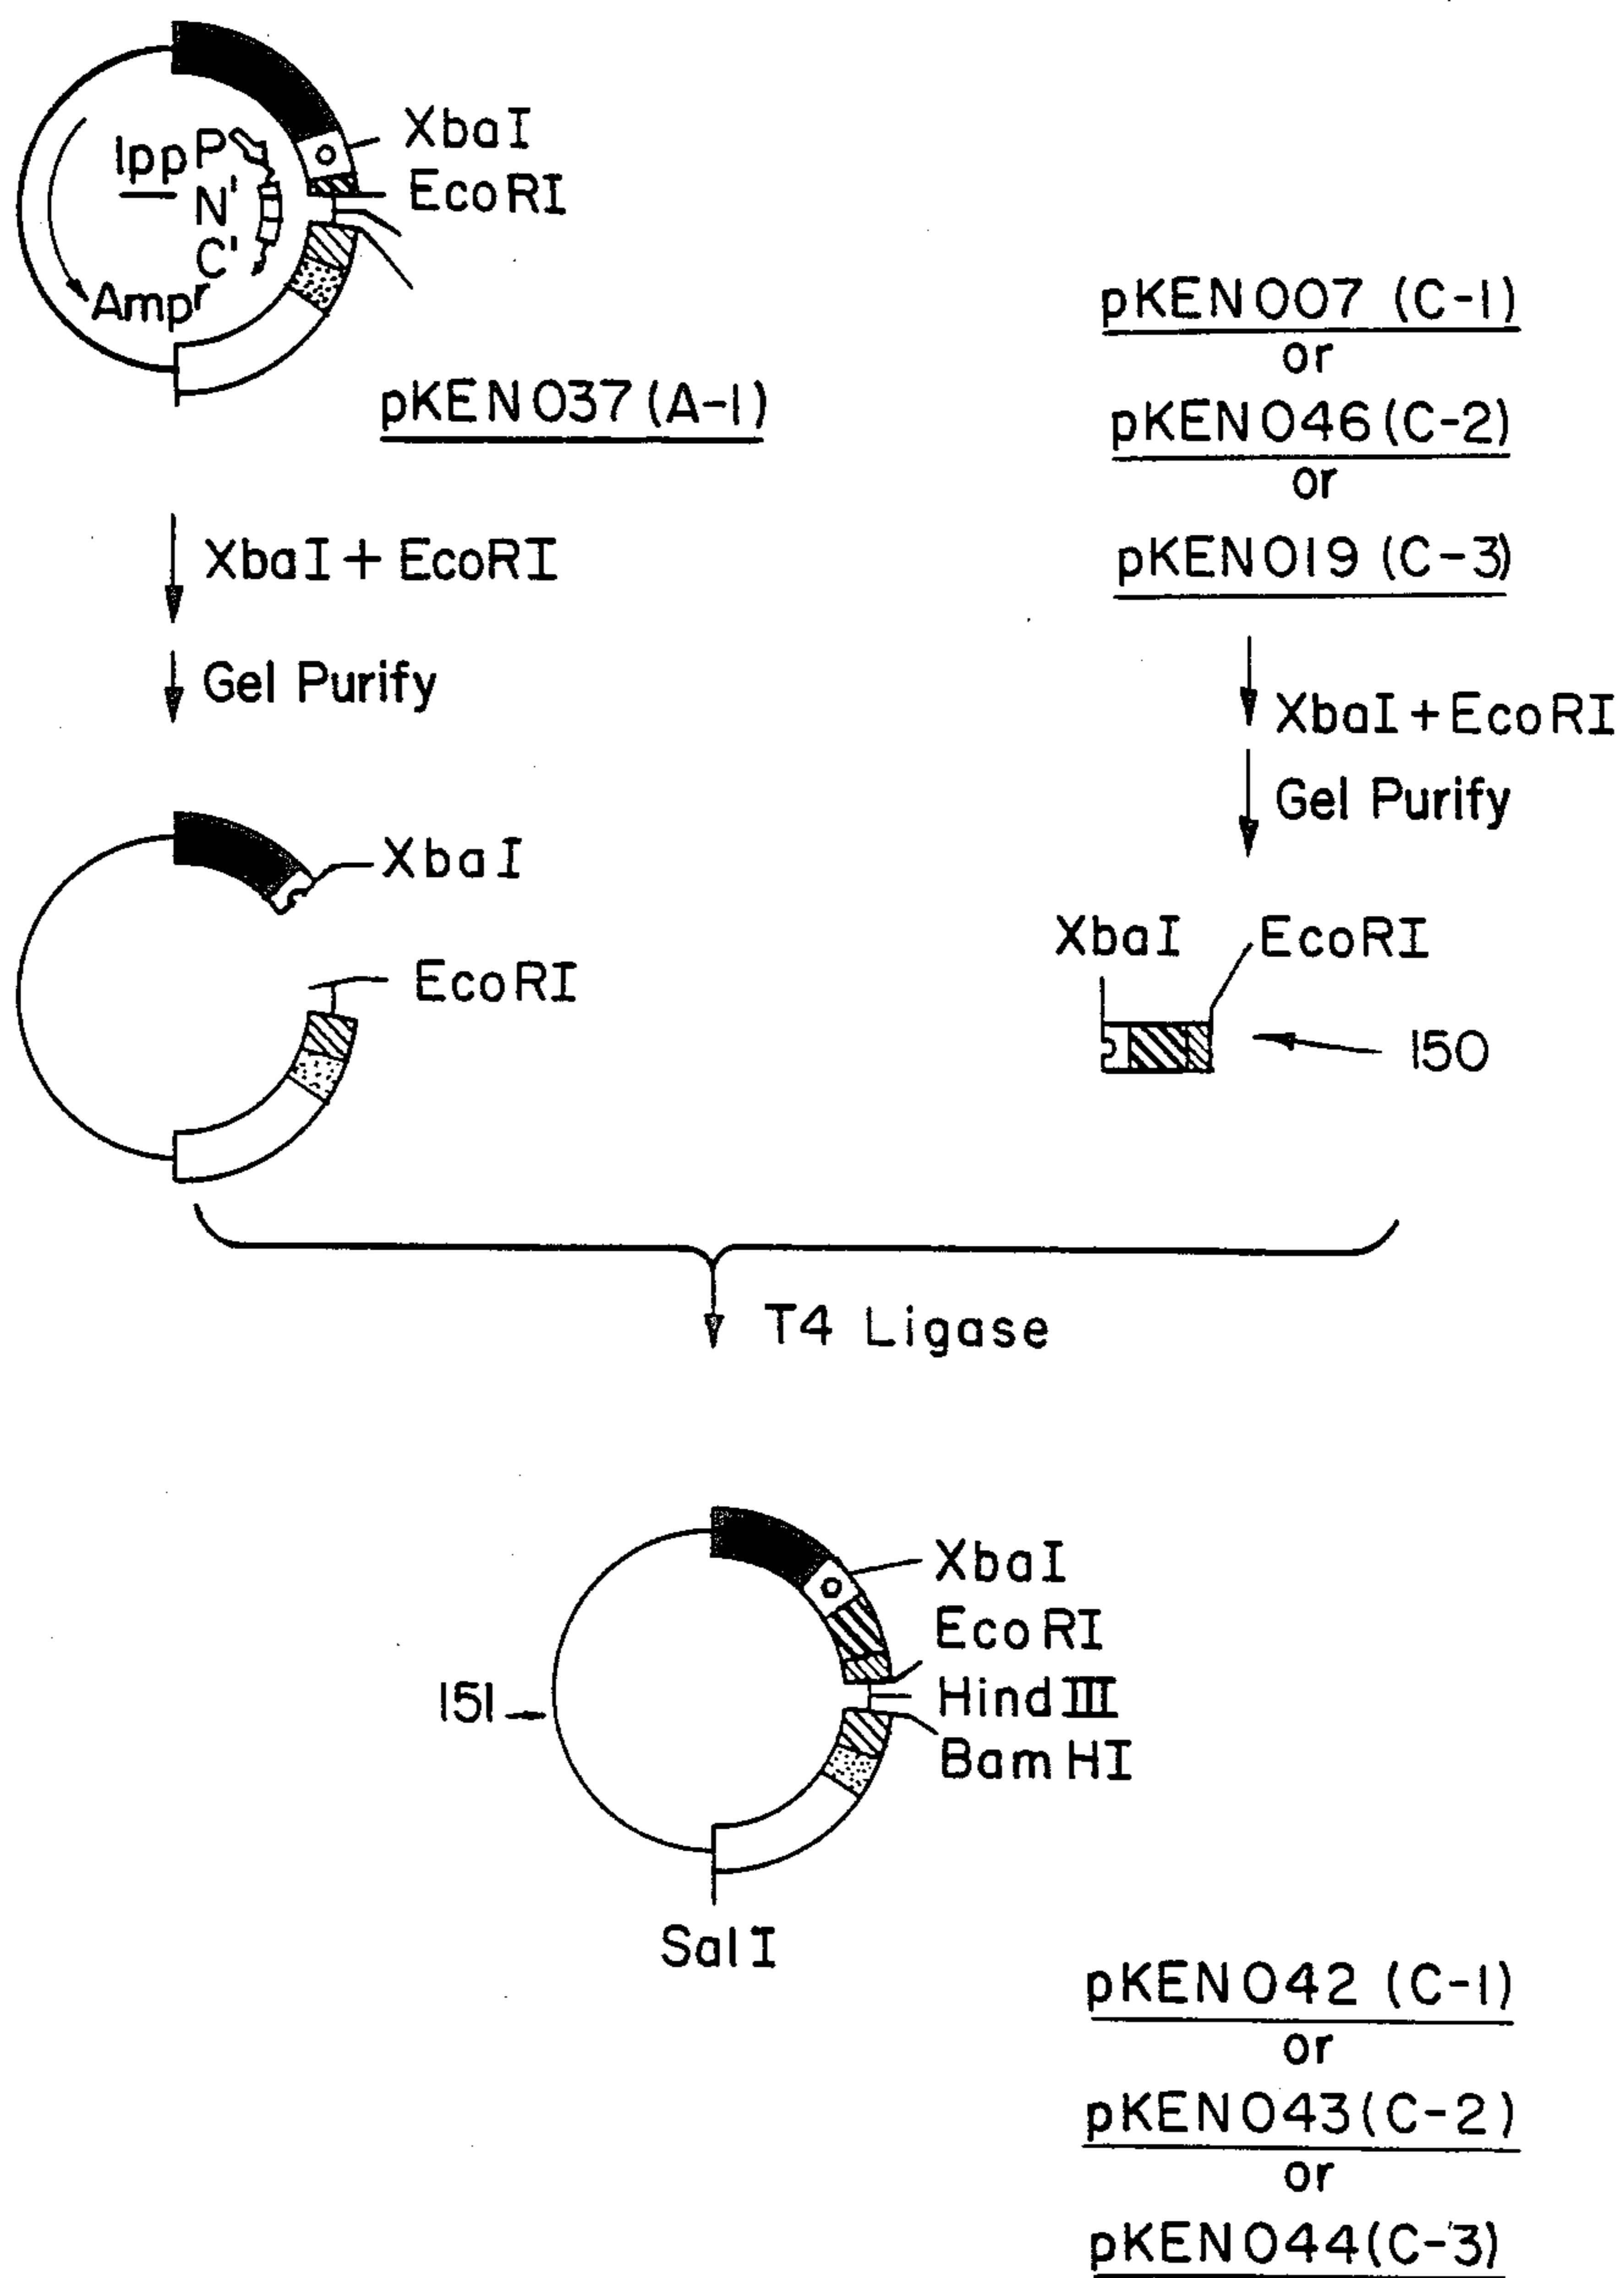 XbaI
lppP
EcoRI
N'
C'
Ampr
pKEN037(A-1)
pKEN007 (C-1)
or
pKEN046(C-2)
or
pKEN019 (C-3)
XbaI+EcoRI
Gel Purify
XbaI+EcoRI
Gel Purify
XbaI
EcoRI
XbaI
EcoRI
150
T4 Ligase
XbaI
EcoRI
HindIII
BamHI
151
SalI
pKEN042 (C-1)
or
pKEN043(C-2)
or
pKEN044(C-3)